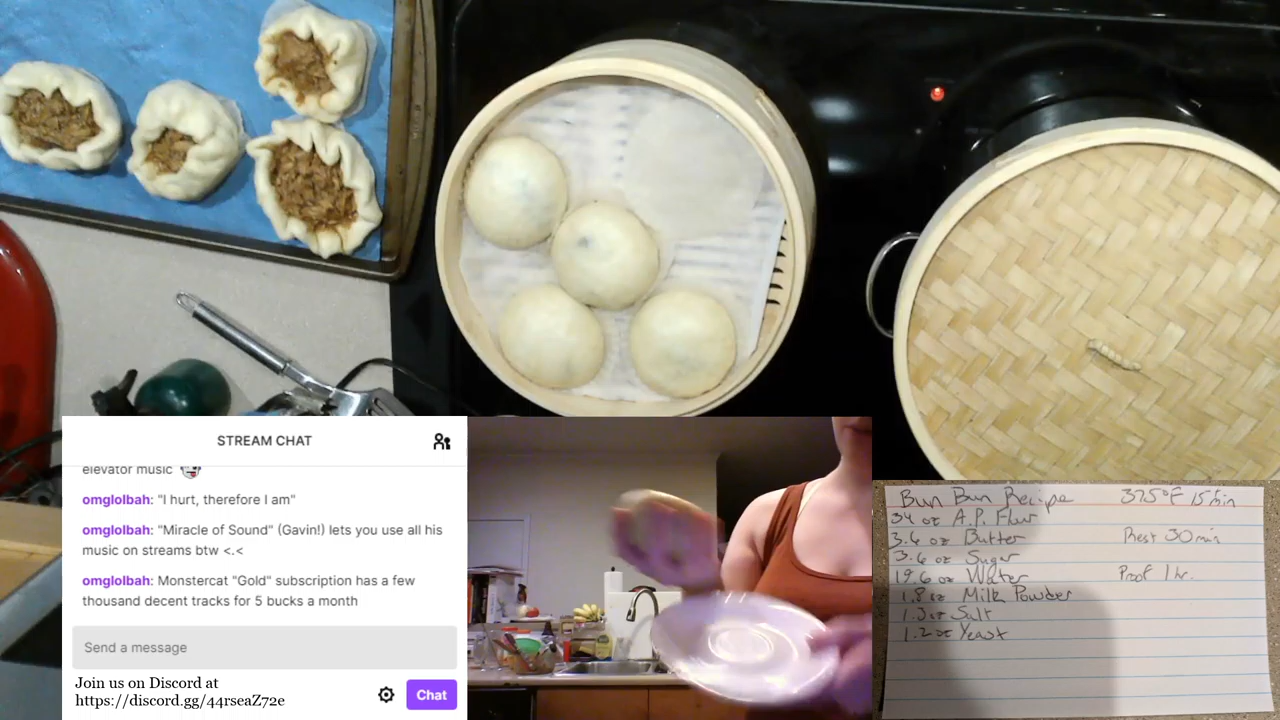 STREAM CHAT
elevator music
omglolbah: "I hurt, therefore I am"
omglolbah: "Miracle of Sound" (Gavin!) lets you use all his
music on streams btw <.<
omglolbah: Monstercat "Gold" subscription has a few
thousand decent tracks for 5 bucks a month
Send a message
Join us on Discord at
https://discord.gg/44rseaZ72e
Chat
Bun Bun Recipe 375°F 15 min
54 oz A.P. Flour
3.6 oz Butter Rest 30 min
3.6 oz Sugar
19.6 oz Water Proof 1 hr.
1.8 oz Milk Powder
1.3 oz Salt
1.2 oz Yeast